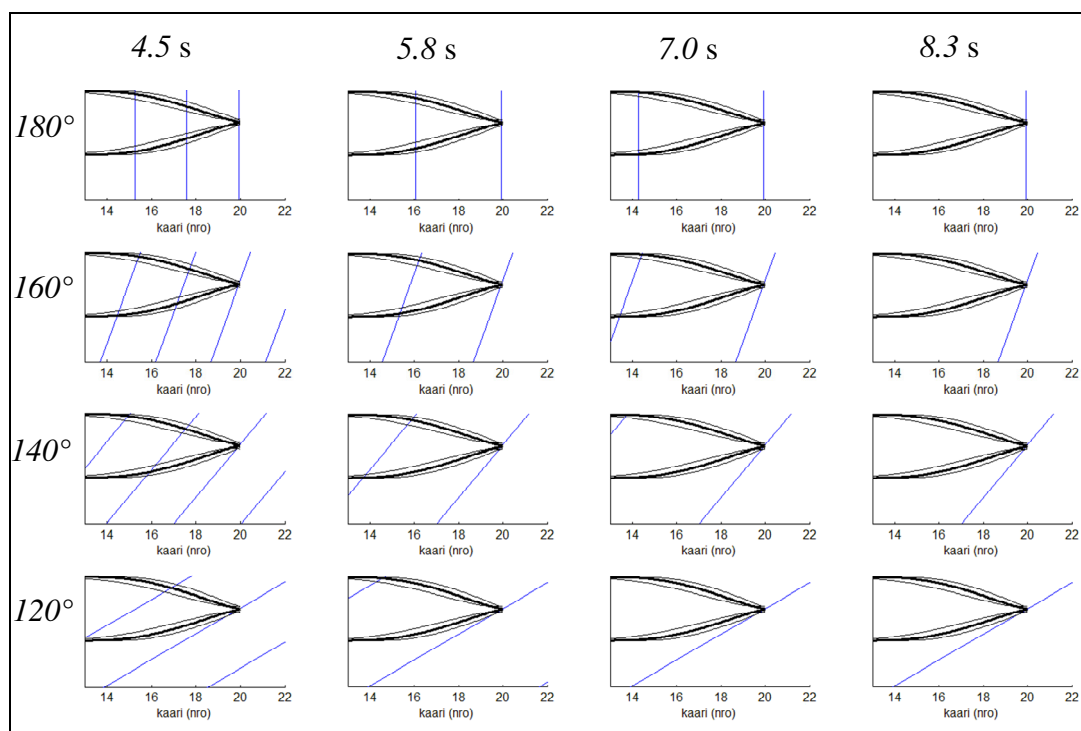 4.5 s 5.8 s 7.0 s 8.3 s
180°
14 16 18 20 22 14 16 18 20 22 14 16 18 20 22 14 16 18 20 22
kaari (nro) kaari (nro) kaari (nro) kaari (nro)
160°
14 16 18 20 22 14 16 18 20 22 14 16 18 20 22 14 16 18 20 22
kaari (nro) kaari (nro) kaari (nro) kaari (nro)
140°
14 16 18 20 22 14 16 18 20 22 14 16 18 20 22 14 16 18 20 22
kaari (nro) kaari (nro) kaari (nro) kaari (nro)
120°
14 16 18 20 22 14 16 18 20 22 14 16 18 20 22 14 16 18 20 22
kaari (nro) kaari (nro) kaari (nro) kaari (nro)